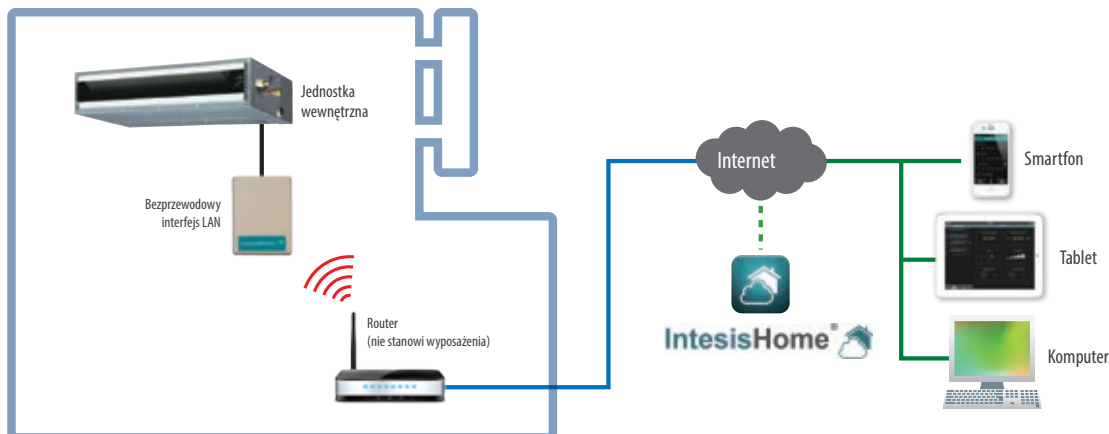 Jednostka
wewnętrzna
Bezprzewodowy
interfejs LAN
Router
(nie stanowi wyposażenia)
Internet
IntesisHome®
Smartfon
Tablet
Komputer